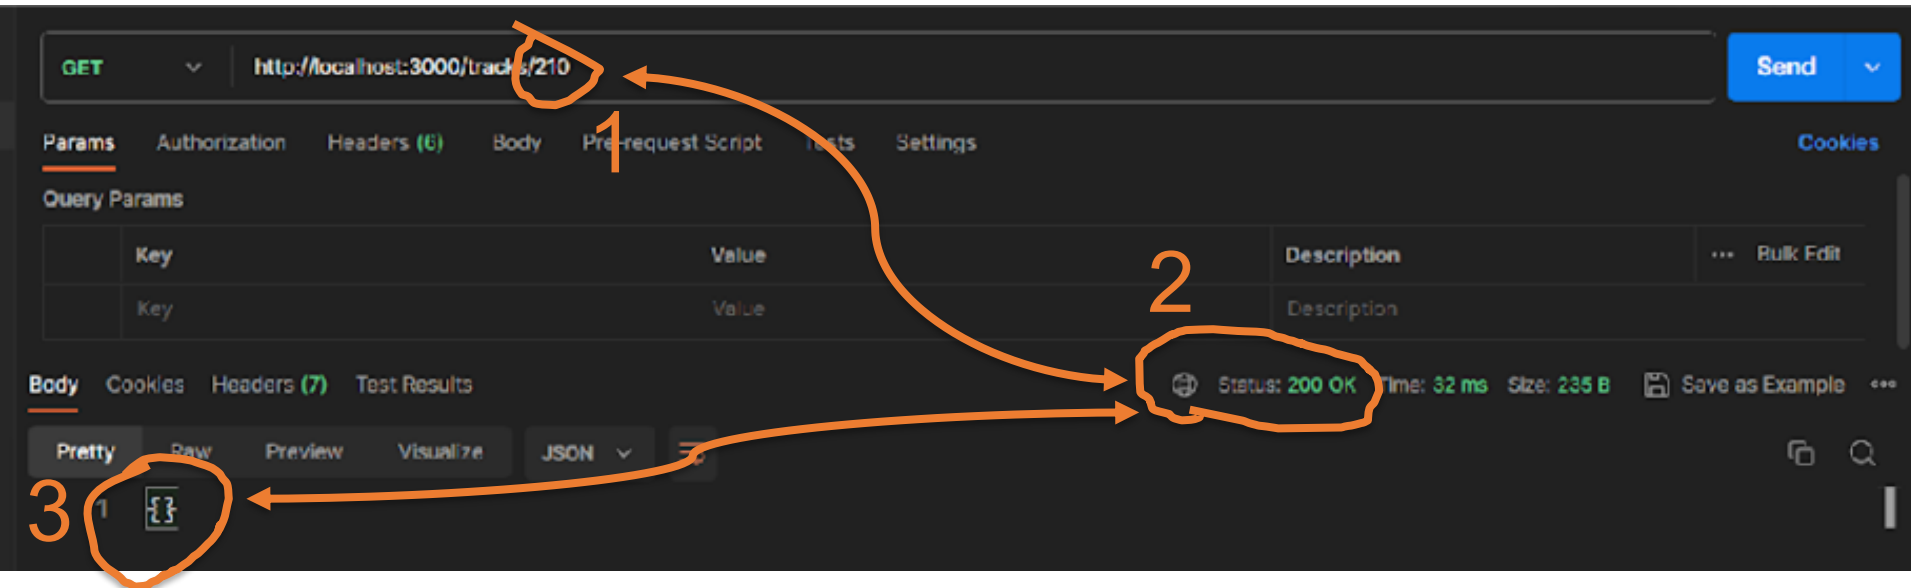 GET http://localhost:3000/tracks/210 Send
1
Params Authorization Headers (6) Body Pre-request Script Tests Settings Cookies
Query Params
Key Value Description ••• Bulk Edit
Key Value Description
2
Body Cookies Headers (7) Test Results Status: 200 OK Time: 32 ms Size: 235 B Save as Example •••
Pretty Raw Preview Visualize JSON
3
1 {}